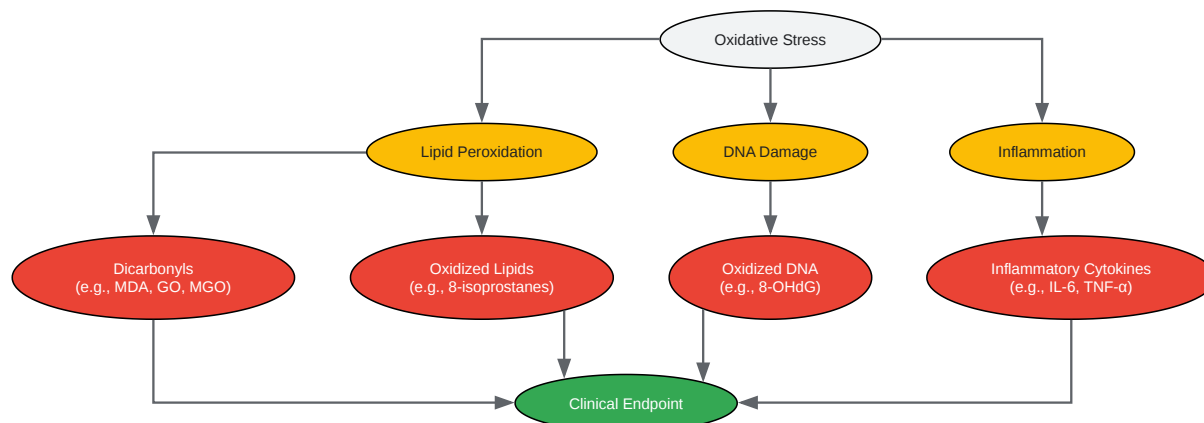 Oxidative Stress
Lipid Peroxidation
DNA Damage
Inflammation
Dicarbonyls
(e.g., MDA, GO, MGO)
Oxidized Lipids
(e.g., 8-isoprostanes)
Oxidized DNA
(e.g., 8-OHdG)
Inflammatory Cytokines
(e.g., IL-6, TNF-α)
Clinical Endpoint